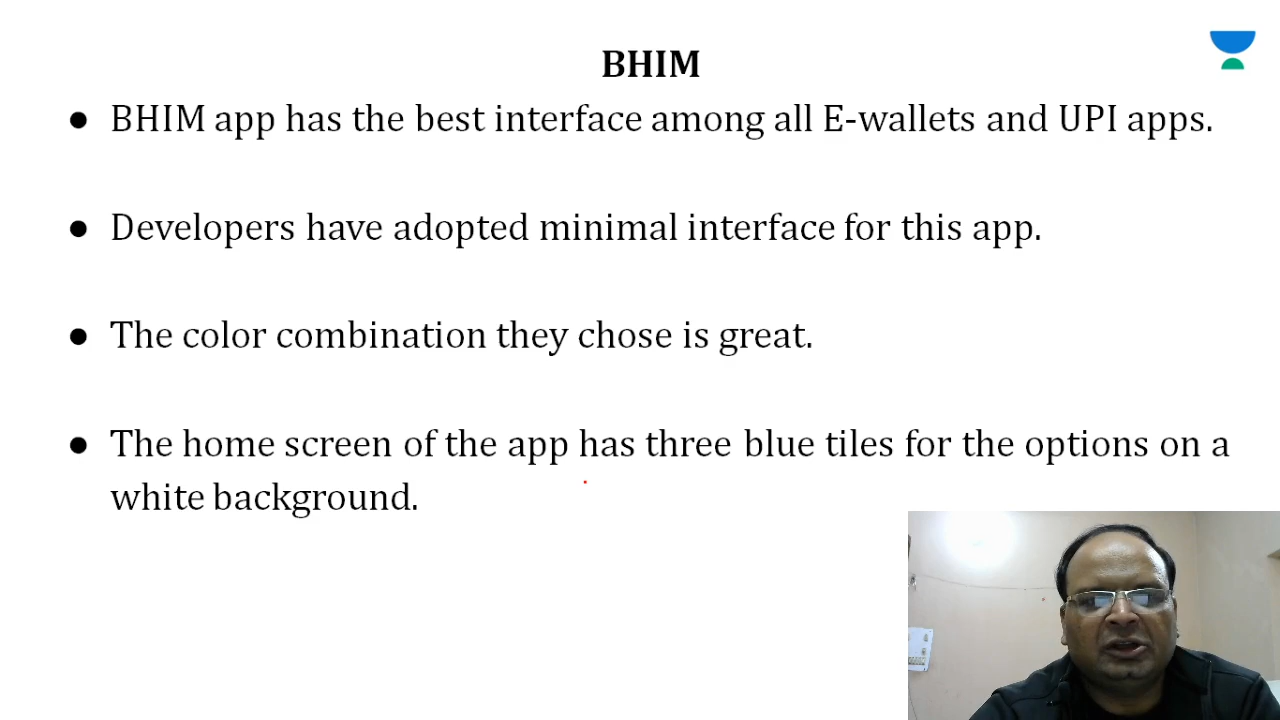 BHIM
● BHIM app has the best interface among all E-wallets and UPI apps.
● Developers have adopted minimal interface for this app.
● The color combination they chose is great.
● The home screen of the app has three blue tiles for the options on a
white background.